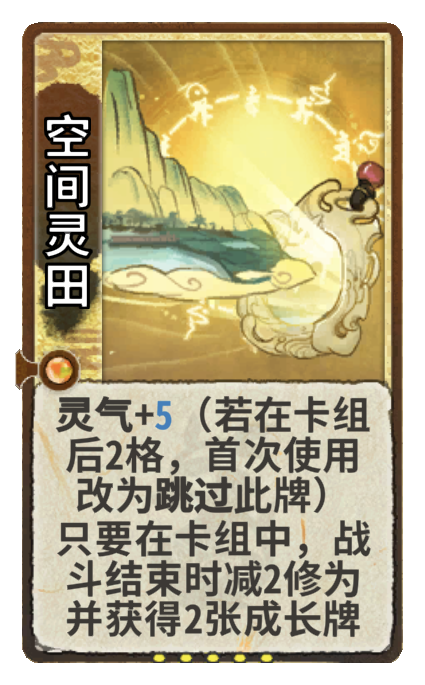 空间灵田
灵气+5（若在卡组
后2格，首次使用
改为跳过此牌）
只要在卡组中，战
斗结束时减2修为
并获得2张成长牌